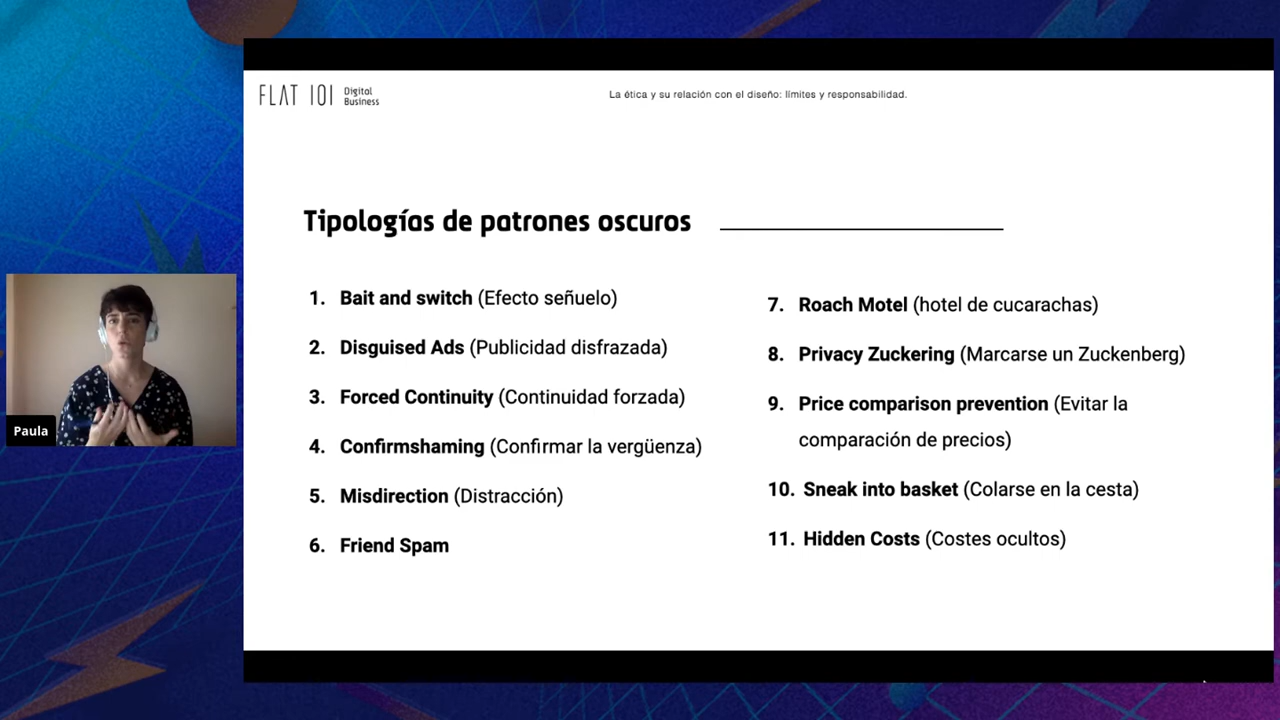 FLAT 101 Digital Business
La ética y su relación con el diseño: límites y responsabilidad.
Tipologías de patrones oscuros
1. Bait and switch (Efecto señuelo)
2. Disguised Ads (Publicidad disfrazada)
3. Forced Continuity (Continuidad forzada)
4. Confirmshaming (Confirmar la vergüenza)
5. Misdirection (Distracción)
6. Friend Spam
7. Roach Motel (hotel de cucarachas)
8. Privacy Zuckering (Marcarse un Zuckenberg)
9. Price comparison prevention (Evitar la
comparación de precios)
10. Sneak into basket (Colarse en la cesta)
11. Hidden Costs (Costes ocultos)
Paula